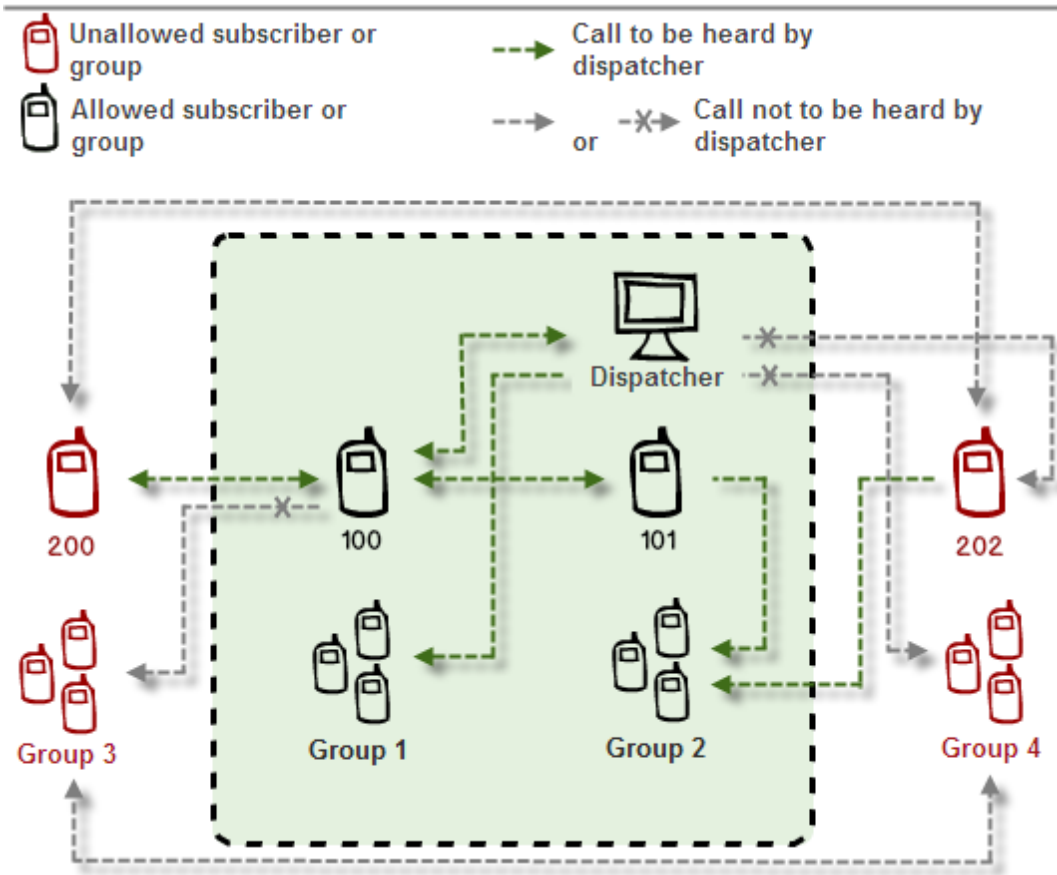 Unallowed subscriber or
group
Call to be heard by
dispatcher
Allowed subscriber or
group
or
Call not to be heard by
dispatcher
Dispatcher
200
100
101
202
Group 3
Group 1
Group 2
Group 4